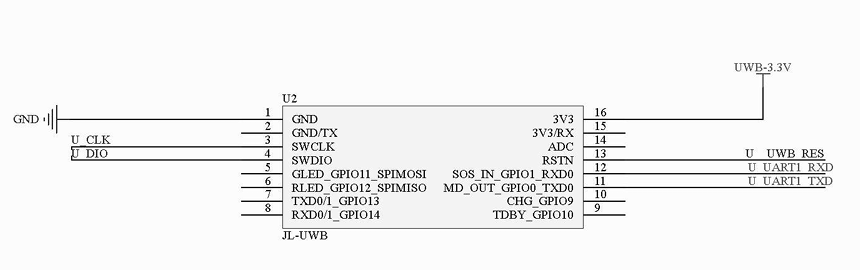 UWB-3.3V
U2
GND 1 GND 3V3 16
2 GND/TX 3V3/RX 15
U_CLK 3 SWCLK ADC 14
U_DIO 4 SWDIO RSTN 13 U_UWB_RES
5 GLED_GPIO11_SPIMOSI SOS_IN_GPIO1_RXD0 12 U_UART1_RXD
6 RLED_GPIO12_SPIMISO MD_OUT_GPIO0_TXD0 11 U_UART1_TXD
7 TXD0/1_GPIO13 CHG_GPIO9 10
8 RXD0/1_GPIO14 TDBY_GPIO10 9
JL-UWB